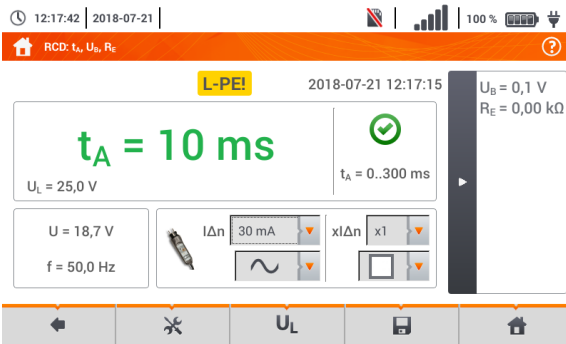 12:17:42 2018-07-21 100 %
RCD: tA, UB, RE ?
L-PE! 2018-07-21 12:17:15
UB = 0,1 V
RE = 0,00 kΩ
tA = 10 ms
tA = 0..300 ms
UL = 25,0 V
U = 18,7 V
f = 50,0 Hz
IΔn 30 mA xIΔn x1
UL